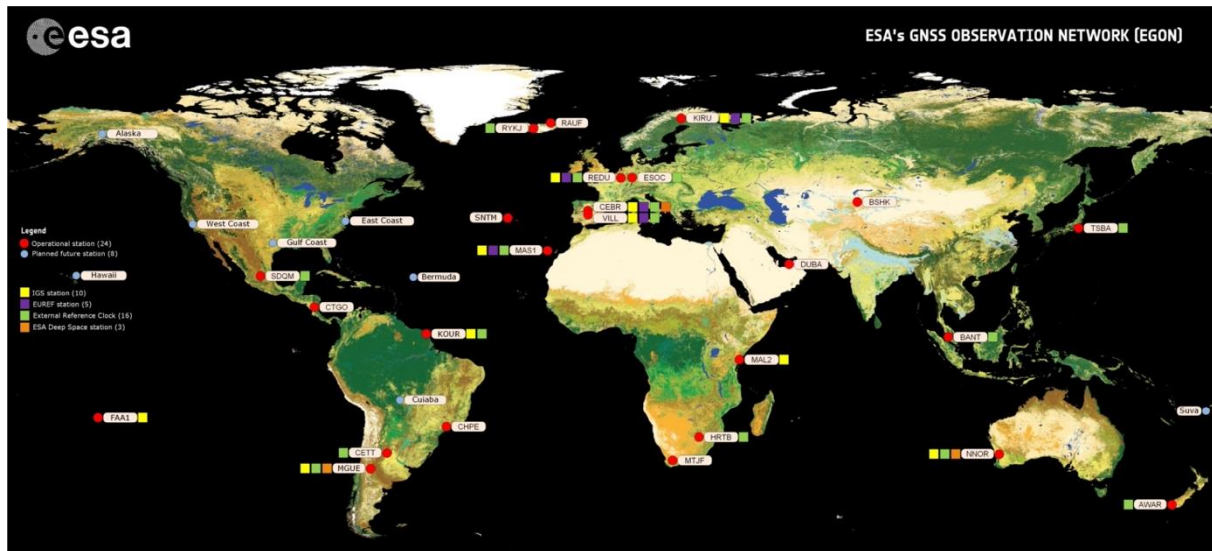 esa
ESA's GNSS OBSERVATION NETWORK (EGON)
RAUF
KIRU
RYKJ
Alaska
REDU
ESOC
BSHK
CEBR
SNTM
VILL
East Coast
West Coast
TSBA
Legend
Operational station (24)
Gulf Coast
Planned future station (8)
MAS1
DUBA
Hawaii
SDQM
Bermuda
IGS station (10)
EUREF station (5)
CTGO
External Reference Clock (16)
ESA Deep Space station (3)
KOUR
BANT
MAL2
Cuiaba
Suva
FAA1
CHPE
HRTB
CETT
NNOR
MTJF
MGUE
AWAR